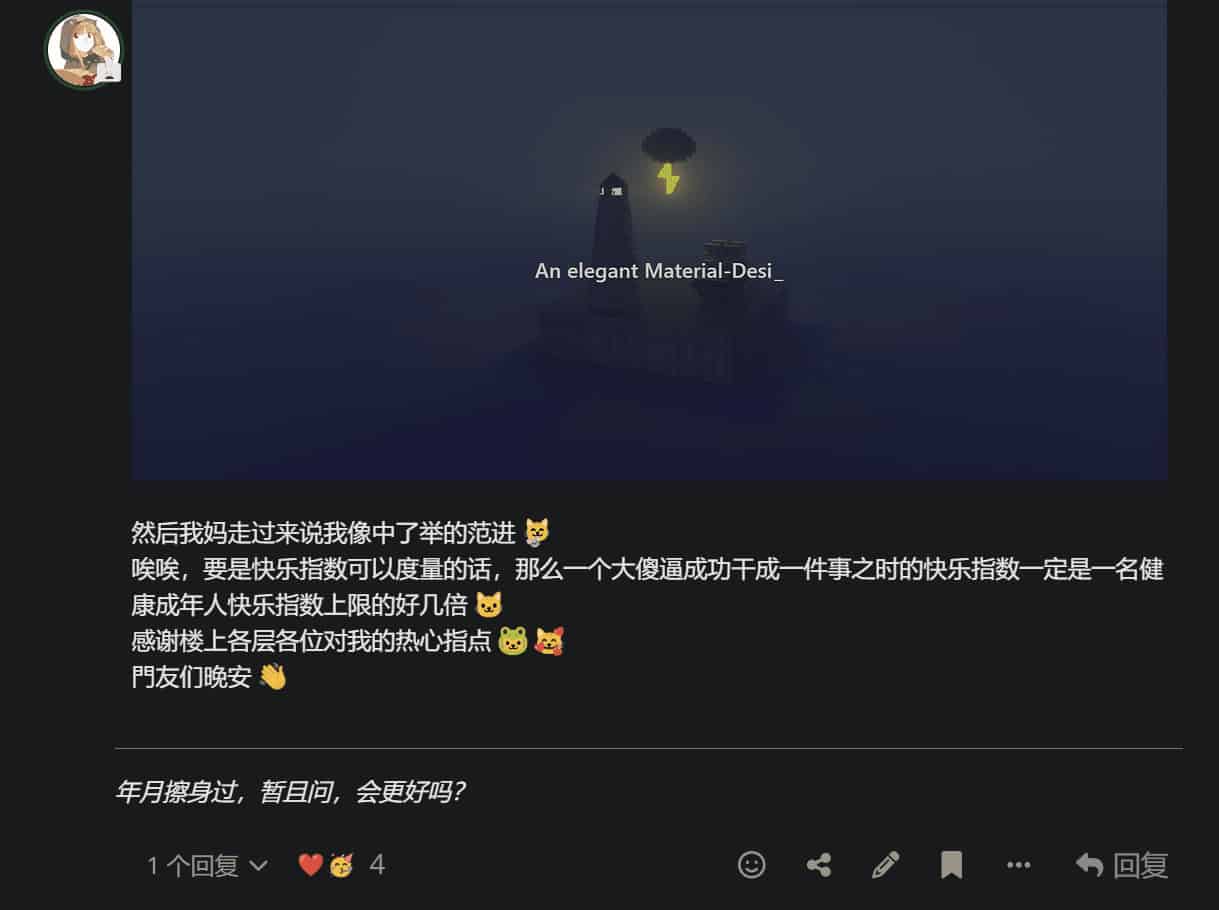 An elegant Material-Desi_
然后我妈走过来说我像中了举的范进 😹
唉唉，要是快乐指数可以度量的话，那么一个大傻逼成功干成一件事之时的快乐指数一定是一名健
康成年人快乐指数上限的好几倍 🐱
感谢楼上各层各位对我的热心指点 🐸 🥰
門友们晚安 👋
年月擦身过，暂且问，会更好吗？
1 个回复 ❤️🥳 4 回复